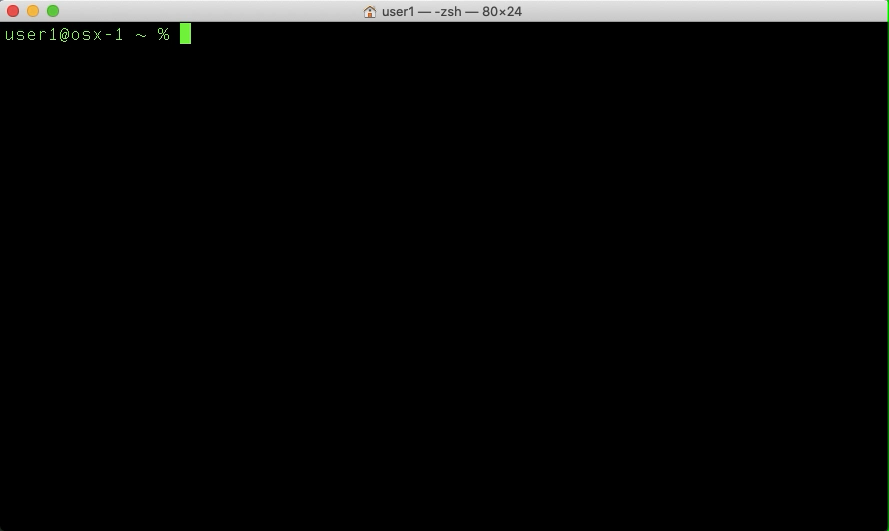 user1 — -zsh — 80×24
user1@osx-1 ~ %